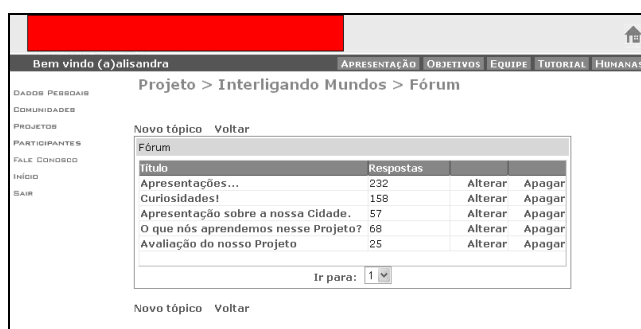 Bem vindo (a)alisandra
Apresentação Objetivos Equipe Tutorial Humanas
Projeto > Interligando Mundos > Fórum
Dados Pessoais
Comunidades
Projetos
Participantes
Fale Conosco
Início
Sair
Novo tópico Voltar
Fórum
Título Respostas
Apresentações... 232 Alterar Apagar
Curiosidades! 158 Alterar Apagar
Apresentação sobre a nossa Cidade. 57 Alterar Apagar
O que nós aprendemos nesse Projeto? 68 Alterar Apagar
Avaliação do nosso Projeto 25 Alterar Apagar
Ir para: 1
Novo tópico Voltar